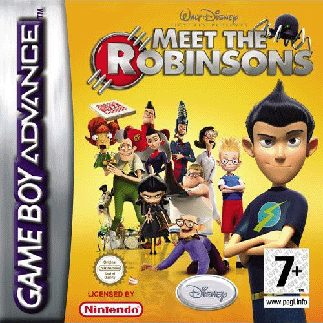 GAME BOY ADVANCE
WALT DISNEY
MEET THE
ROBINSONS
LICENSED BY
Nintendo
Disney
7+
www.pegi.info